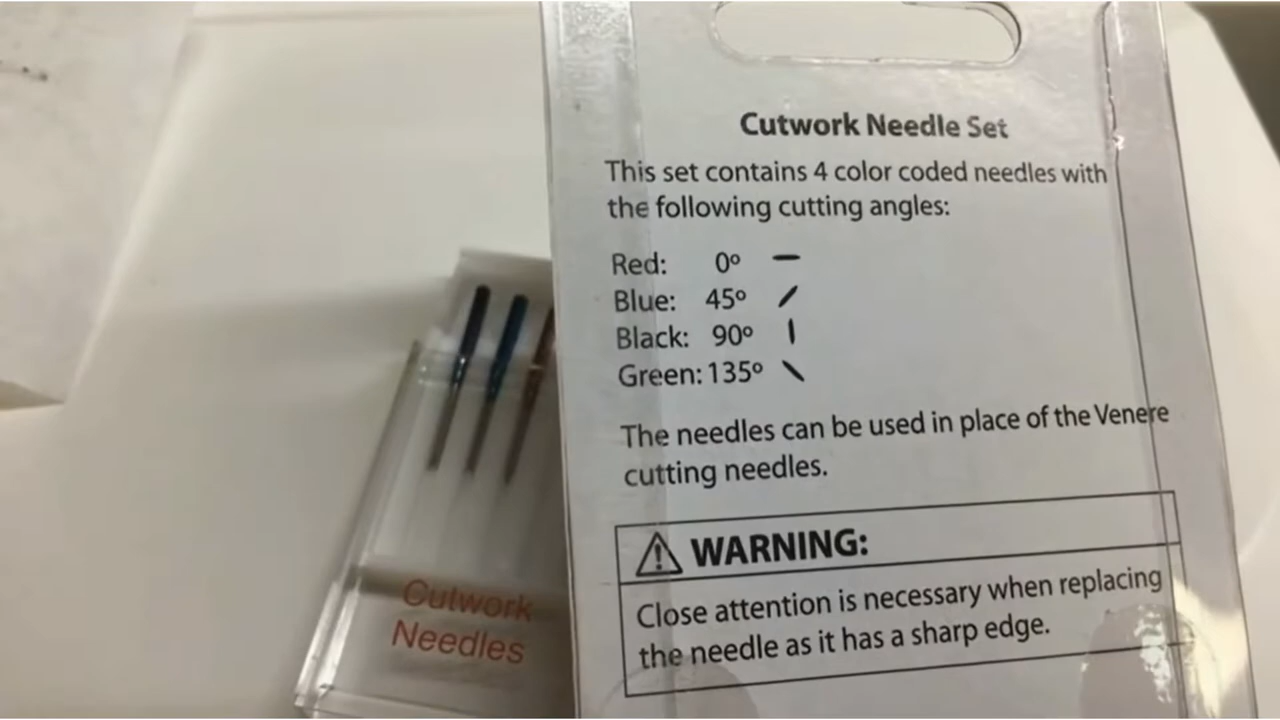 Cutwork Needle Set
This set contains 4 color coded needles with
the following cutting angles:
Red: 0º
Blue: 45º
Black: 90º
Green: 135º
The needles can be used in place of the Venere
cutting needles.
WARNING:
Close attention is necessary when replacing
the needle as it has a sharp edge.
Cutwork
Needles